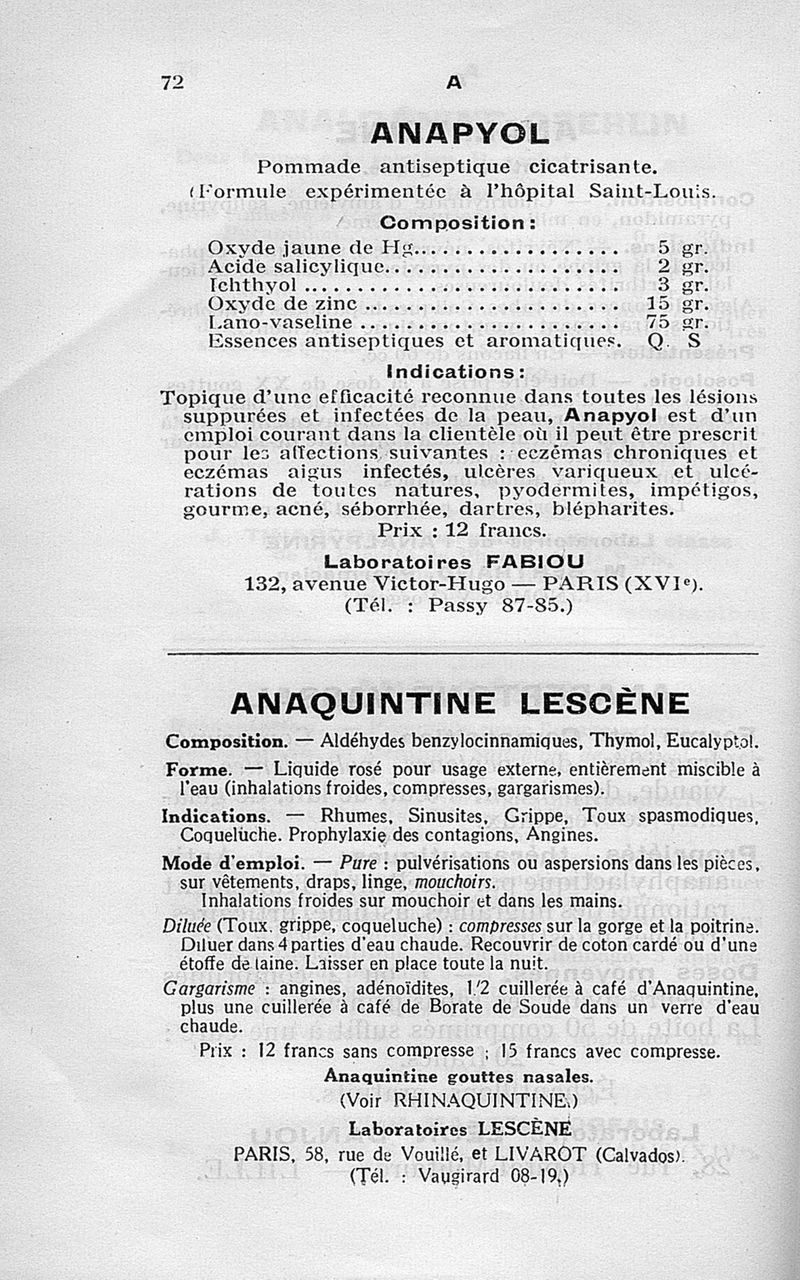 72
A
ANAPYOL
Pommade antiseptique cicatrisante.
(Formule expérimentée à l'hôpital Saint-Louis.
Composition :
Oxyde jaune de Hg.................. 5 gr.
Acide salicylique.................... 2 gr.
Ichthyol ........................ 3 gr.
Oxyde de zinc .................... 15 gr.
Lano-vaseline .................... 75 gr.
Essences antiseptiques et aromatiques. Q. S
Indications :
Topique d'une efficacité reconnue dans toutes les lésions
suppurées et infectées de la peau, Anapyol est d'un
emploi courant dans la clientèle où il peut être prescrit
pour les affections suivantes : eczémas chroniques et
eczémas aigus infectés, ulcères variqueux et ulcé-
rations de toutes natures, pyodermites, impétigos,
gourme, acné, séborrhée, dartres, blépharites.
Prix : 12 francs.
Laboratoires FABIOU
132, avenue Victor-Hugo — PARIS (XVIe).
(Tél. : Passy 87-85.)
ANAQUINTINE LESCÈNE
Composition. — Aldéhydes benzylocinnamiques, Thymol, Eucalyptol.
Forme. — Liquide rosé pour usage externe, entièrement miscible à
l'eau (inhalations froides, compresses, gargarismes).
Indications. — Rhumes, Sinusites, Grippe, Toux spasmodiques,
Coqueluche. Prophylaxie des contagions, Angines.
Mode d'emploi. — Pure : pulvérisations ou aspersions dans les pièces,
sur vêtements, draps, linge, mouchoirs.
Inhalations froides sur mouchoir et dans les mains.
Diluée (Toux. grippe, coqueluche) : compresses sur la gorge et la poitrine.
Diluer dans 4 parties d'eau chaude. Recouvrir de coton cardé ou d'une
étoffe de laine. Laisser en place toute la nuit.
Gargarisme : angines, adénoïdites, 1/2 cuillerée à café d'Anaquintine,
plus une cuillerée à café de Borate de Soude dans un verre d'eau
chaude.
Prix : 12 francs sans compresse ; 15 francs avec compresse.
Anaquintine gouttes nasales.
(Voir RHINAQUINTINE.)
Laboratoires LESCÈNE
PARIS, 58, rue de Vouillé, et LIVAROT (Calvados).
(Tél. : Vaugirard 08-19.)